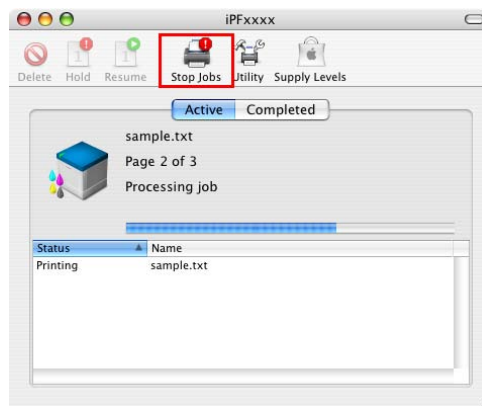 iPFxxxx
Delete Hold Resume Stop Jobs Utility Supply Levels
Active Completed
sample.txt
Page 2 of 3
Processing job
Status Name
Printing sample.txt